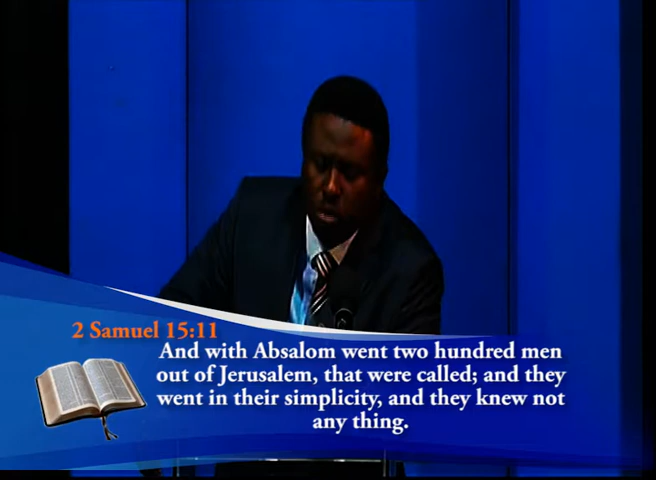 2 Samuel 15:11
And with Absalom went two hundred men
out of Jerusalem, that were called; and they
went in their simplicity, and they knew not
any thing.